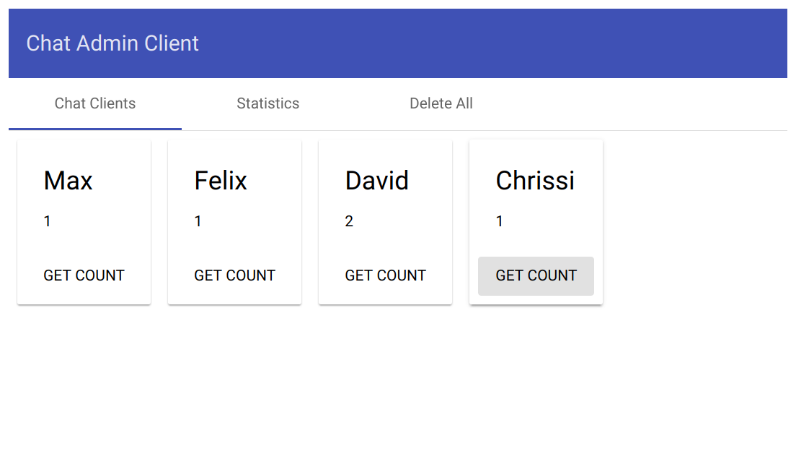 Chat Admin Client
Chat Clients Statistics Delete All
Max Felix David Chrissi
1 1 2 1
GET COUNT GET COUNT GET COUNT GET COUNT